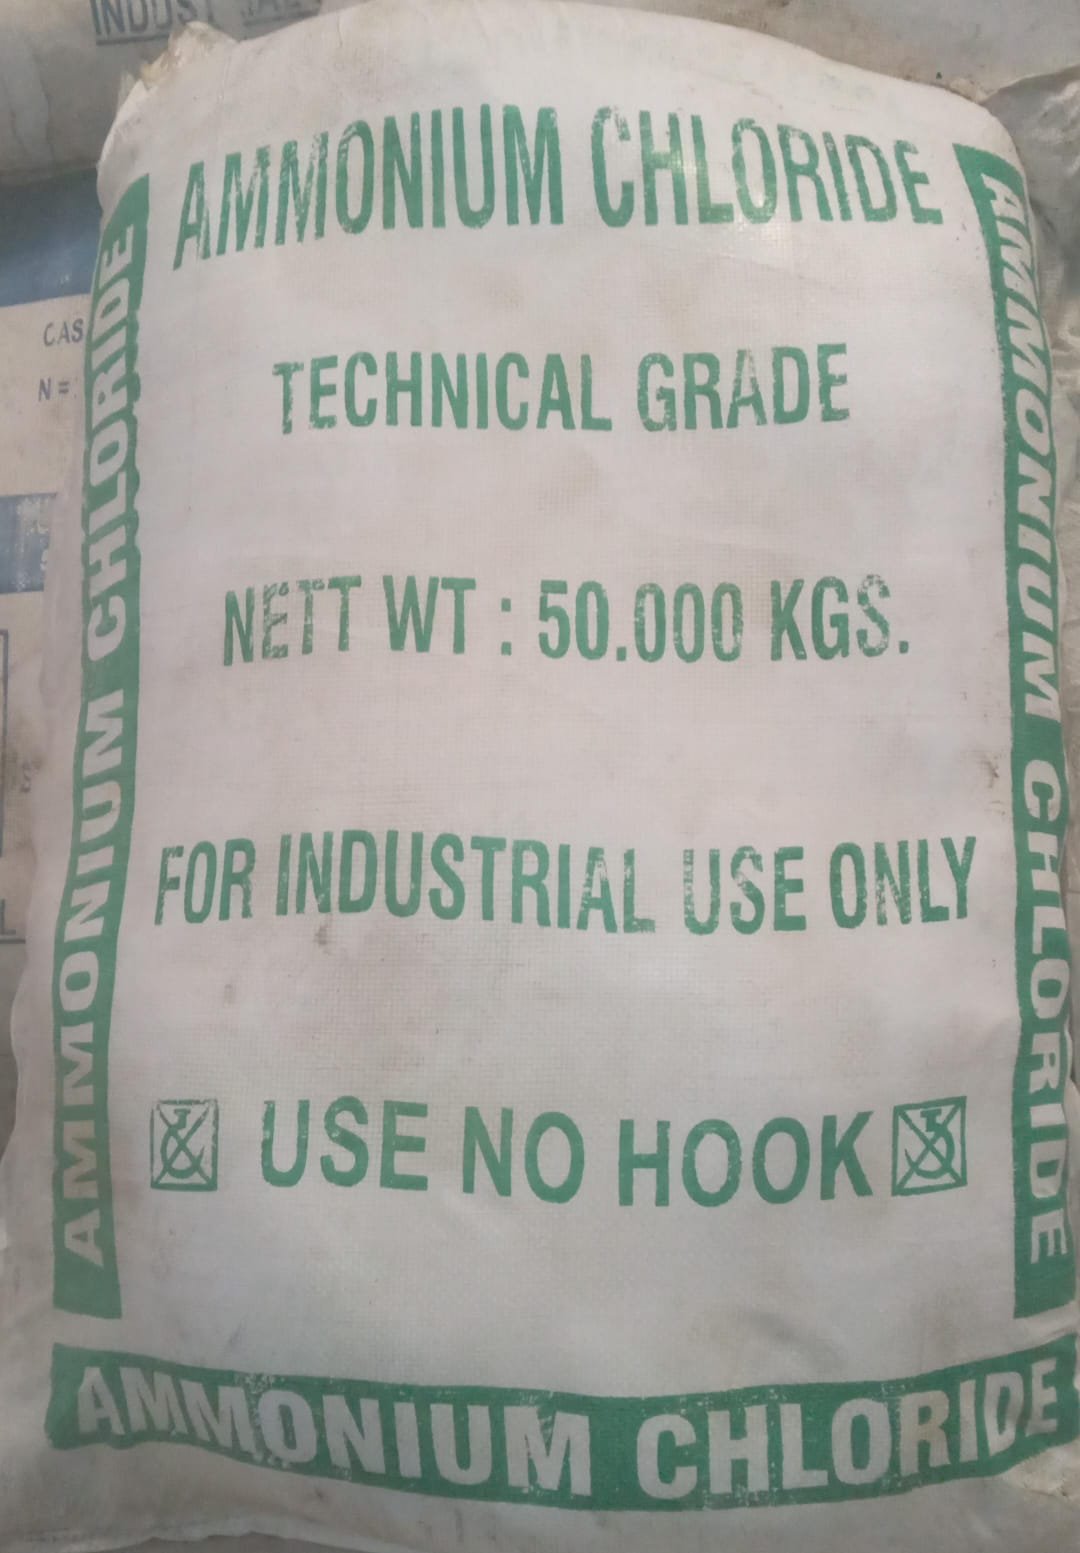 AMMONIUM CHLORIDE
TECHNICAL GRADE
NETT WT : 50.000 KGS.
FOR INDUSTRIAL USE ONLY
USE NO HOOK
AMMONIUM CHLORIDE
AMMONIUM CHLORIDE
AMMONIUM CHLORIDE
CAS
N =